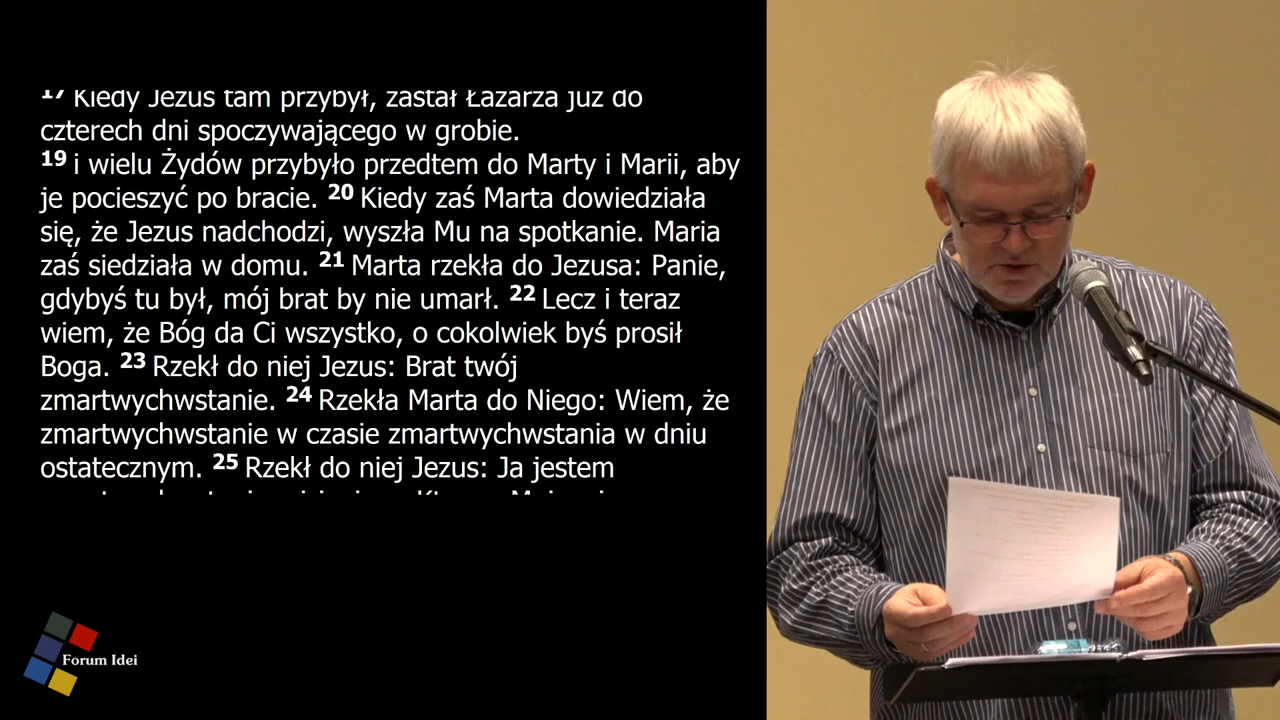 17 Kiedy Jezus tam przybył, zastał Łazarza już do
czterech dni spoczywającego w grobie.
19 i wielu Żydów przybyło przedtem do Marty i Marii, aby
je pocieszyć po bracie. 20 Kiedy zaś Marta dowiedziała
się, że Jezus nadchodzi, wyszła Mu na spotkanie. Maria
zaś siedziała w domu. 21 Marta rzekła do Jezusa: Panie,
gdybyś tu był, mój brat by nie umarł. 22 Lecz i teraz
wiem, że Bóg da Ci wszystko, o cokolwiek byś prosił
Boga. 23 Rzekł do niej Jezus: Brat twój
zmartwychwstanie. 24 Rzekła Marta do Niego: Wiem, że
zmartwychwstanie w czasie zmartwychwstania w dniu
ostatecznym. 25 Rzekł do niej Jezus: Ja jestem
Forum Idei